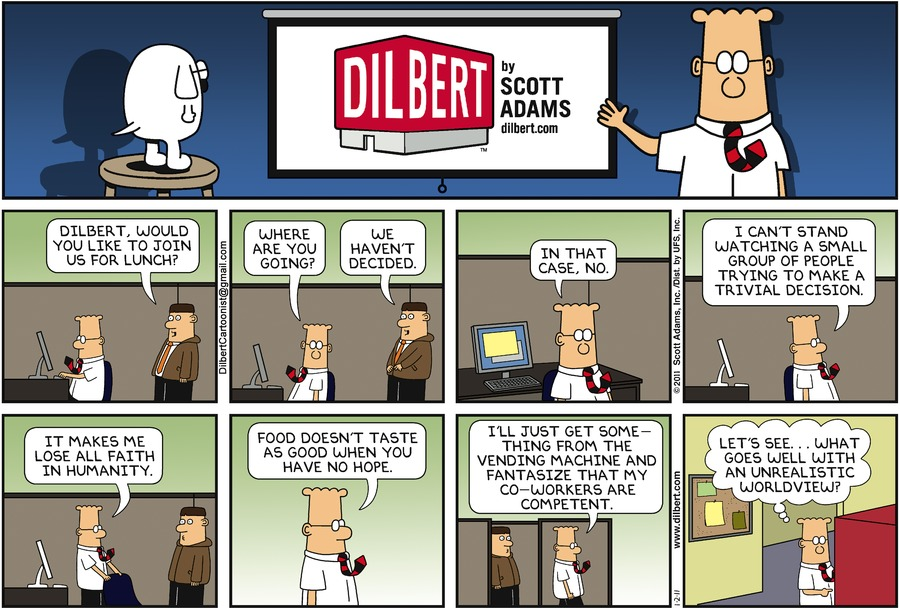 DILBERT
by
SCOTT
ADAMS
dilbert.com
TM
DILBERT, WOULD
YOU LIKE TO JOIN
US FOR LUNCH?
DilbertCartoonist@gmail.com
WHERE
ARE YOU
GOING?
WE
HAVEN'T
DECIDED.
IN THAT
CASE, NO.
© 2011 Scott Adams, Inc./Dist. by UFS, Inc.
I CAN'T STAND
WATCHING A SMALL
GROUP OF PEOPLE
TRYING TO MAKE A
TRIVIAL DECISION.
IT MAKES ME
LOSE ALL FAITH
IN HUMANITY.
FOOD DOESN'T TASTE
AS GOOD WHEN YOU
HAVE NO HOPE.
I'LL JUST GET SOME-
THING FROM THE
VENDING MACHINE AND
FANTASIZE THAT MY
CO-WORKERS ARE
COMPETENT.
1-2-11 www.dilbert.com
LET'S SEE... WHAT
GOES WELL WITH
AN UNREALISTIC
WORLDVIEW?